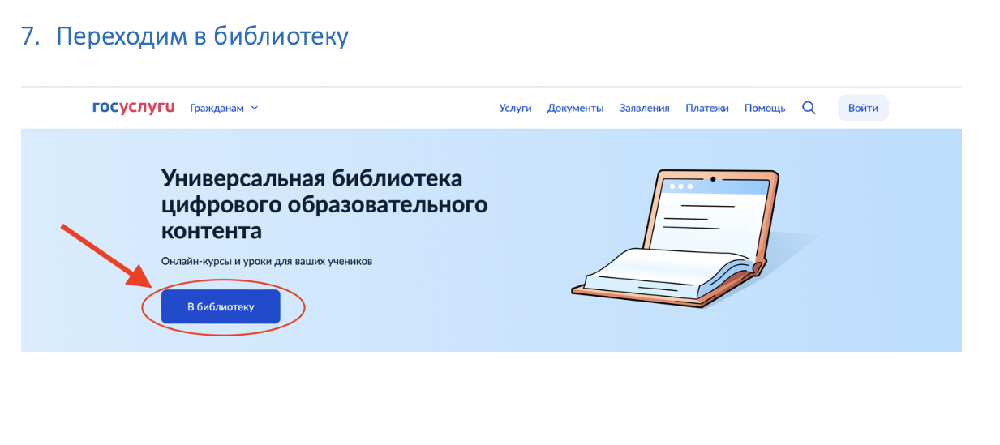 7. Переходим в библиотеку
госуслуги Гражданам Услуги Документы Заявления Платежи Помощь Войти
Универсальная библиотека
цифрового образовательного
контента
Онлайн-курсы и уроки для ваших учеников
В библиотеку